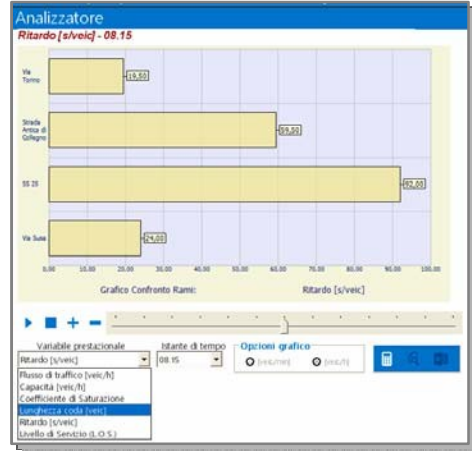 Analizzatore
Ritardo [s/veic] - 08.15
Via
Torino
19,50
Strada
Antica di
Collegno
59,50
SS 25
92,00
Via Susa
24,00
0,00 10,00 20,00 30,00 40,00 50,00 60,00 70,00 80,00 90,00 100,00
Grafico Confronto Rami: Ritardo [s/veic]
Variabile prestazionale Istante di tempo Opzioni grafico
Ritardo [s/veic] 08.15 [veic/min] [veic/h]
Flusso di traffico [veic/h]
Capacità [veic/h]
Coefficiente di Saturazione
Lunghezza coda [veic]
Ritardo [s/veic]
Livello di Servizio (L.O.S.)